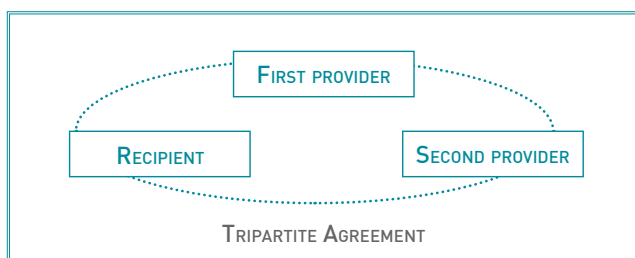 First provider
Recipient
Second provider
Tripartite Agreement